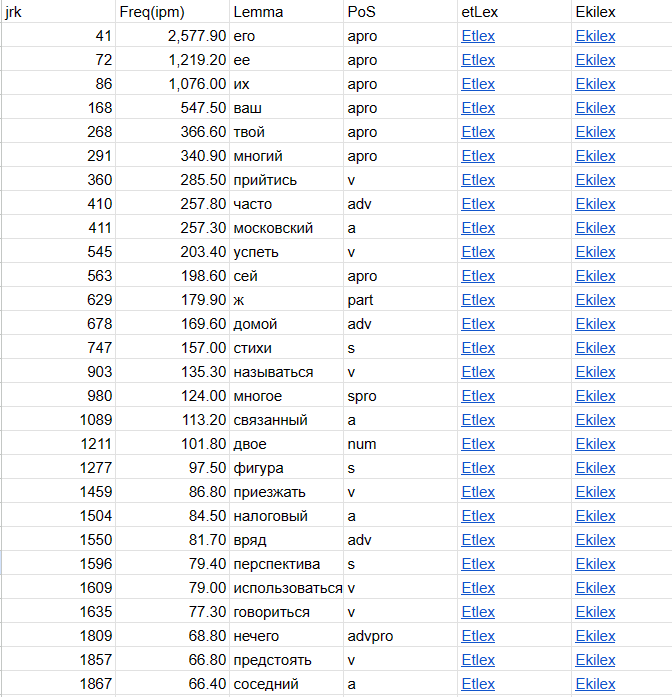 jrk Freq(ipm) Lemma PoS etLex Ekilex
41 2,577.90 его apro Etlex Ekilex
72 1,219.20 ее apro Etlex Ekilex
86 1,076.00 их apro Etlex Ekilex
168 547.50 ваш apro Etlex Ekilex
268 366.60 твой apro Etlex Ekilex
291 340.90 многий apro Etlex Ekilex
360 285.50 прийтись v Etlex Ekilex
410 257.80 часто adv Etlex Ekilex
411 257.30 московский a Etlex Ekilex
545 203.40 успеть v Etlex Ekilex
563 198.60 сей apro Etlex Ekilex
629 179.90 ж part Etlex Ekilex
678 169.60 домой adv Etlex Ekilex
747 157.00 стихи s Etlex Ekilex
903 135.30 называться v Etlex Ekilex
980 124.00 многое spro Etlex Ekilex
1089 113.20 связанный a Etlex Ekilex
1211 101.80 двое num Etlex Ekilex
1277 97.50 фигура s Etlex Ekilex
1459 86.80 приезжать v Etlex Ekilex
1504 84.50 налоговый a Etlex Ekilex
1550 81.70 вряд adv Etlex Ekilex
1596 79.40 перспектива s Etlex Ekilex
1609 79.00 использоваться v Etlex Ekilex
1635 77.30 говориться v Etlex Ekilex
1809 68.80 нечего advpro Etlex Ekilex
1857 66.80 предстоять v Etlex Ekilex
1867 66.40 соседний a Etlex Ekilex